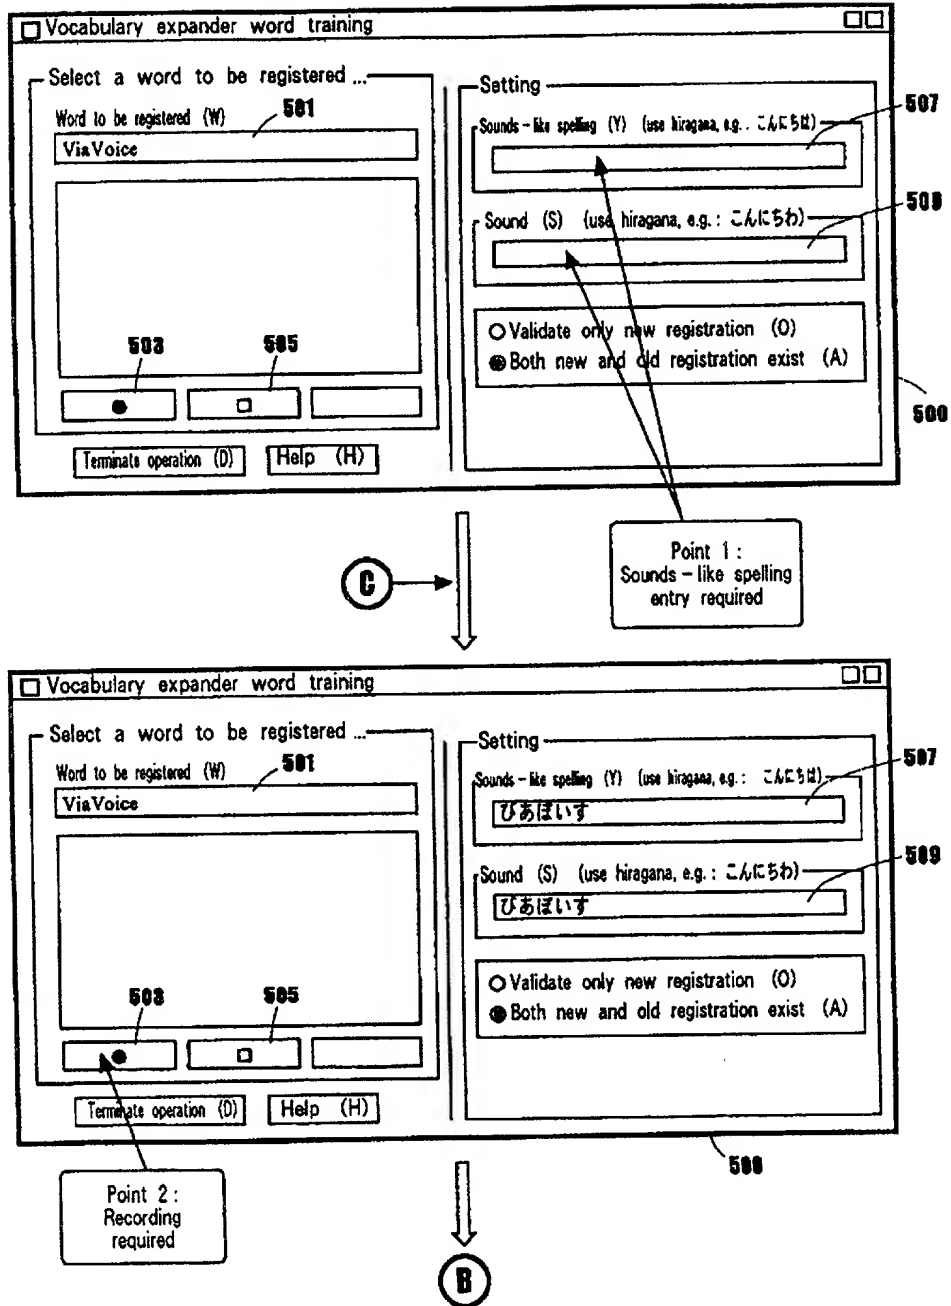 Vocabulary expander word training
Select a word to be registered ...
Word to be registered (W)
501
ViaVoice
503
505
Terminate operation (D)
Help (H)
Setting
507
Sounds-like spelling (Y) (use hiragana, e.g. : こんにちは)
509
Sound (S) (use hiragana, e.g. : こんにちわ)
Validate only new registration (O)
Both new and old registration exist (A)
500
Point 1 :
Sounds-like spelling
entry required
C
Vocabulary expander word training
Select a word to be registered ...
Word to be registered (W)
501
ViaVoice
503
505
Terminate operation (D)
Help (H)
Setting
507
Sounds-like spelling (Y) (use hiragana, e.g. : こんにちは)
びあぼいす
509
Sound (S) (use hiragana, e.g. : こんにちわ)
びあぼいす
Validate only new registration (O)
Both new and old registration exist (A)
500
Point 2 :
Recording
required
B